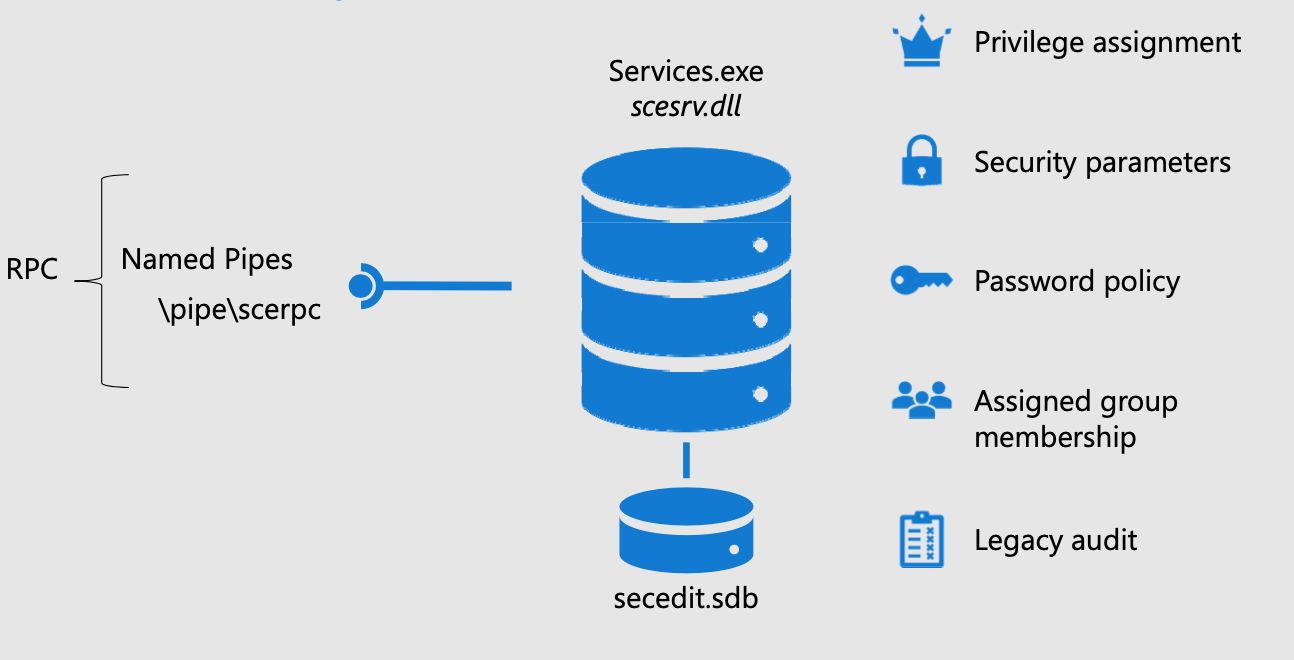 Services.exe
scesrv.dll
RPC
Named Pipes
\pipe\scerpc
secedit.sdb
Privilege assignment
Security parameters
Password policy
Assigned group
membership
Legacy audit